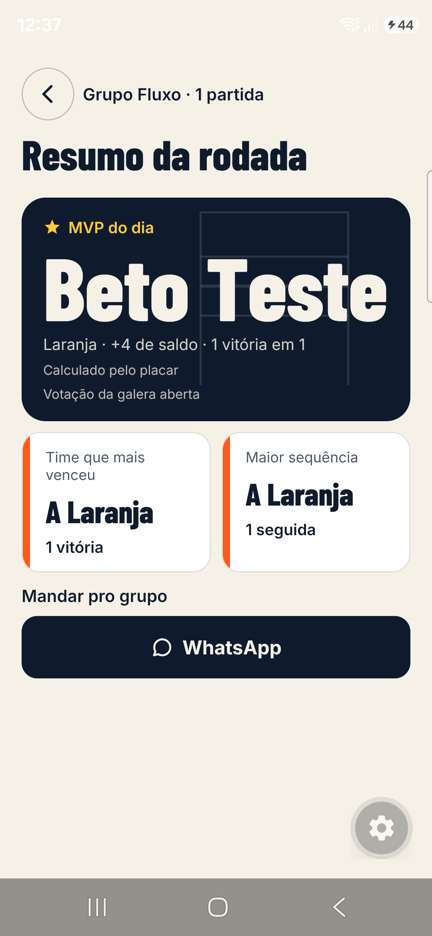 12:37
44
Grupo Fluxo · 1 partida
Resumo da rodada
MVP do dia
Beto Teste
Laranja · +4 de saldo · 1 vitória em 1
Calculado pelo placar
Votação da galera aberta
Time que mais
venceu
A Laranja
1 vitória
Maior sequência
A Laranja
1 seguida
Mandar pro grupo
WhatsApp